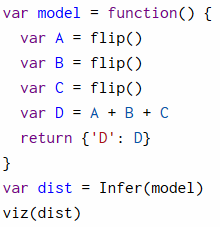 var model = function() {
  var A = flip()
  var B = flip()
  var C = flip()
  var D = A + B + C
  return {'D': D}
}
var dist = Infer(model)
viz(dist)